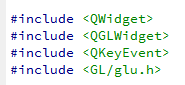 #include <QWidget>
#include <QGLWidget>
#include <QKeyEvent>
#include <GL/glu.h>